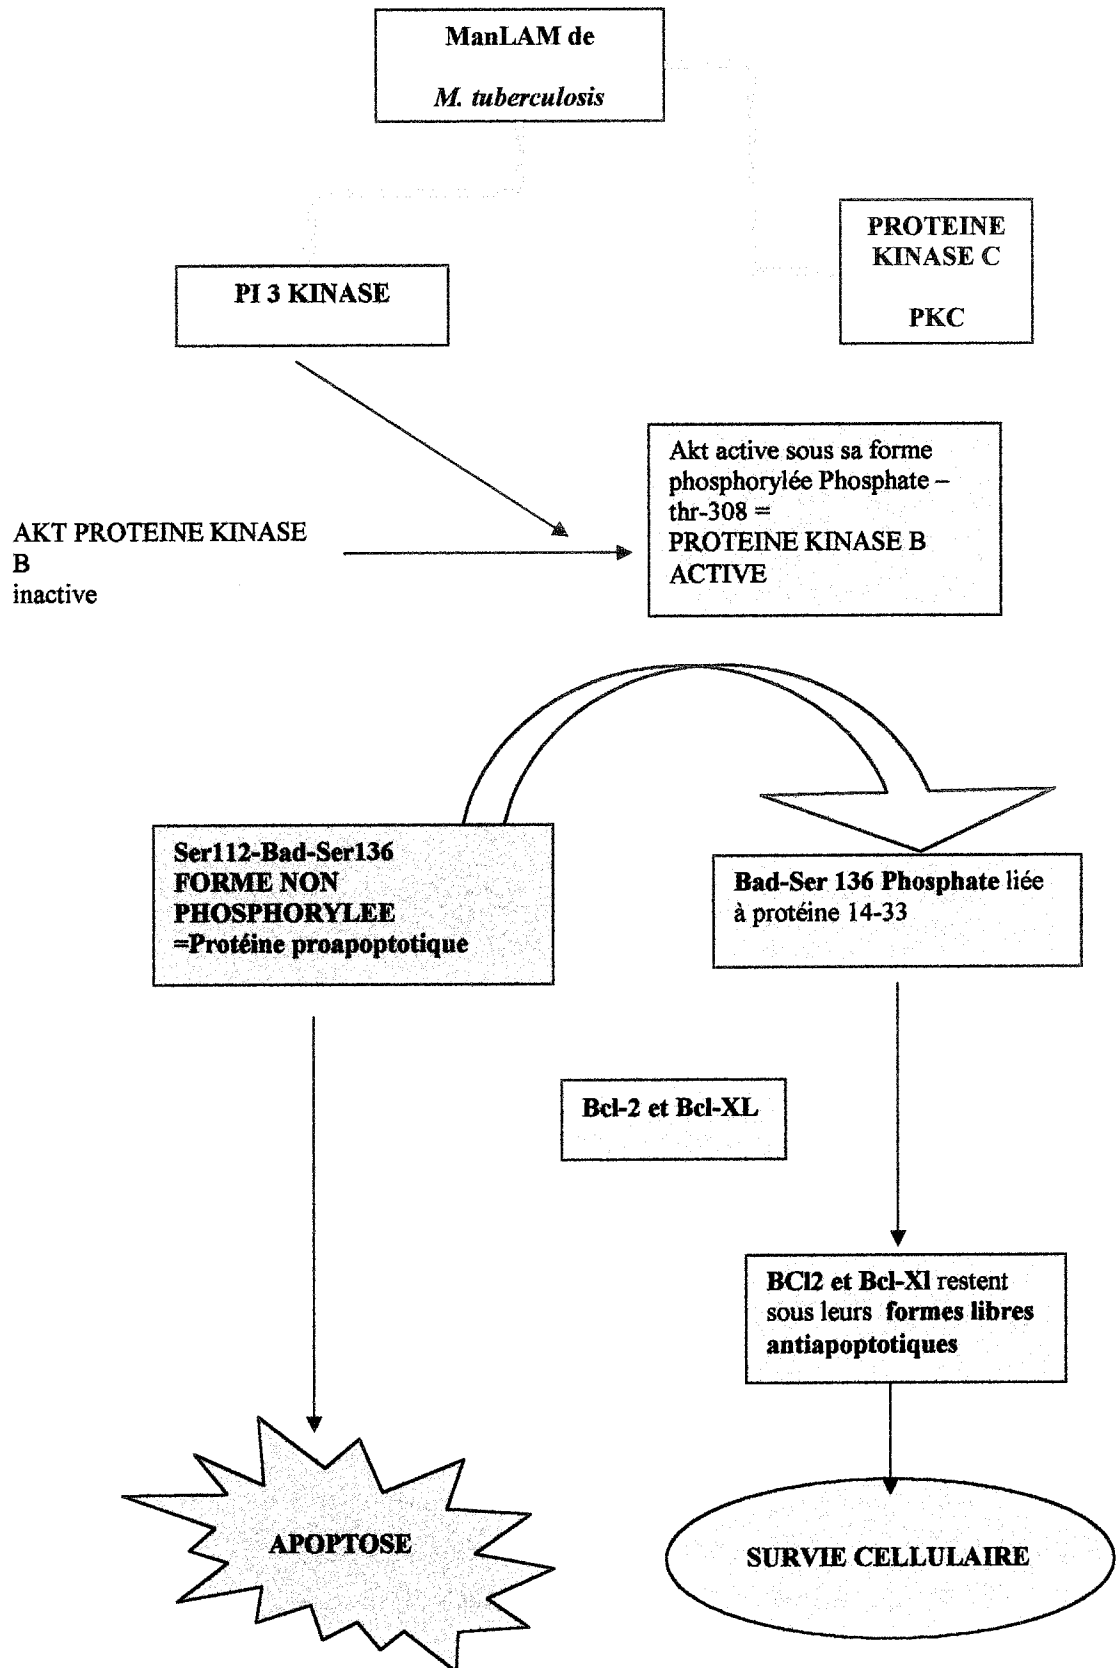 ManLAM de
M. tuberculosis
PROTEINE
KINASE C
PKC
PI 3 KINASE
Akt active sous sa forme
phosphorylée Phosphate –
thr-308 =
PROTEINE KINASE B
ACTIVE
AKT PROTEINE KINASE
B
inactive
Ser112-Bad-Ser136
FORME NON
PHOSPHORYLEE
=Protéine proapoptotique
Bad-Ser 136 Phosphate liée
à protéine 14-33
Bcl-2 et Bcl-XL
BCl2 et Bcl-Xl restent
sous leurs formes libres
antiapoptotiques
APOPTOSE
SURVIE CELLULAIRE